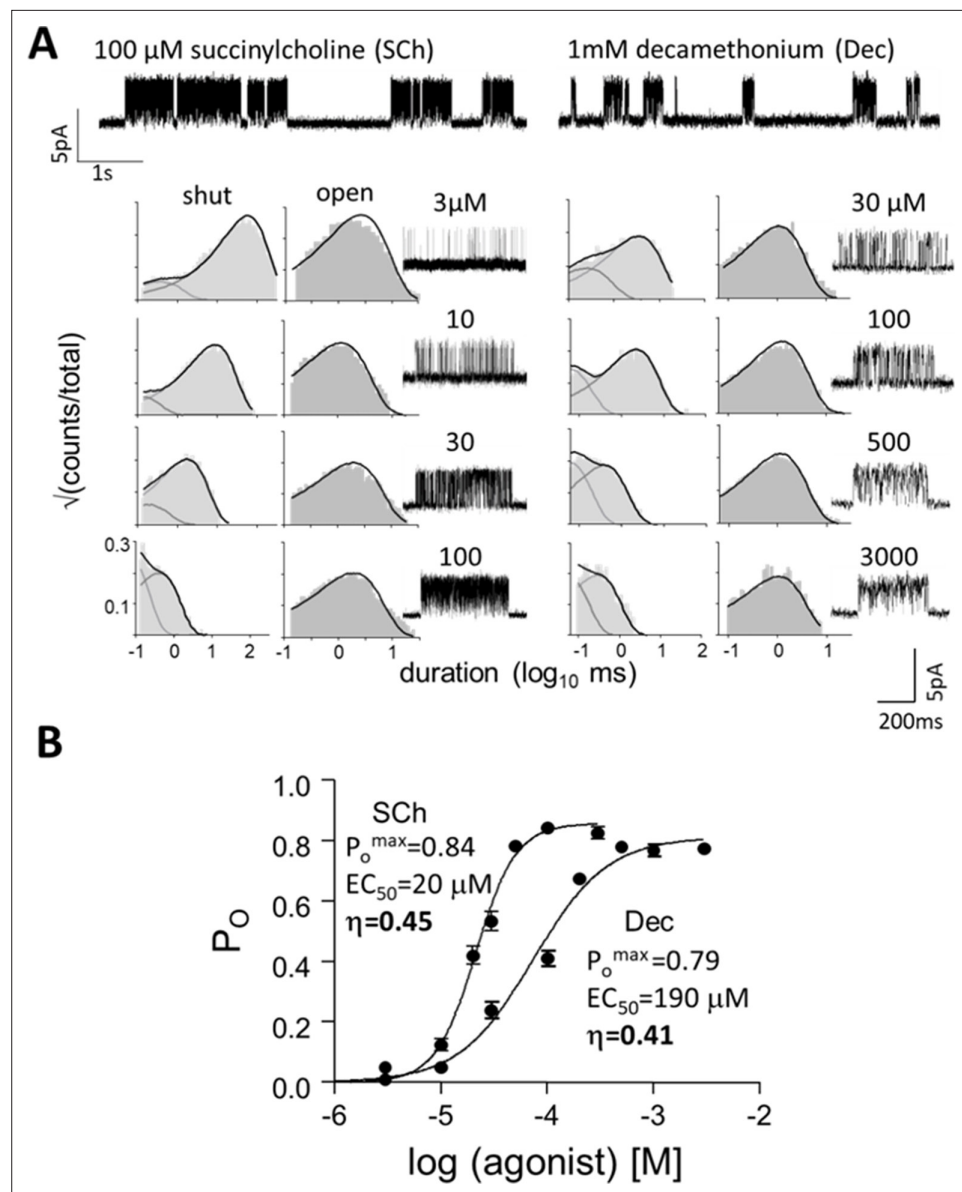 A
100 µM succinylcholine (SCh)
1mM decamethonium (Dec)
5pA
1s
shut
open
3µM
30 µM
10
100
30
500
100
3000
√(counts/total)
0.3
0.1
-1 0 1 2
-1 0 1
-1 0 1 2
-1 0 1
duration (log₁₀ ms)
5pA
200ms
B
1.0
0.8
0.6
0.4
0.2
0.0
Pₒ
SCh
Pₒᵐᵃˣ=0.84
EC₅₀=20 µM
η=0.45
Dec
Pₒᵐᵃˣ=0.79
EC₅₀=190 µM
η=0.41
-6 -5 -4 -3 -2
log (agonist) [M]